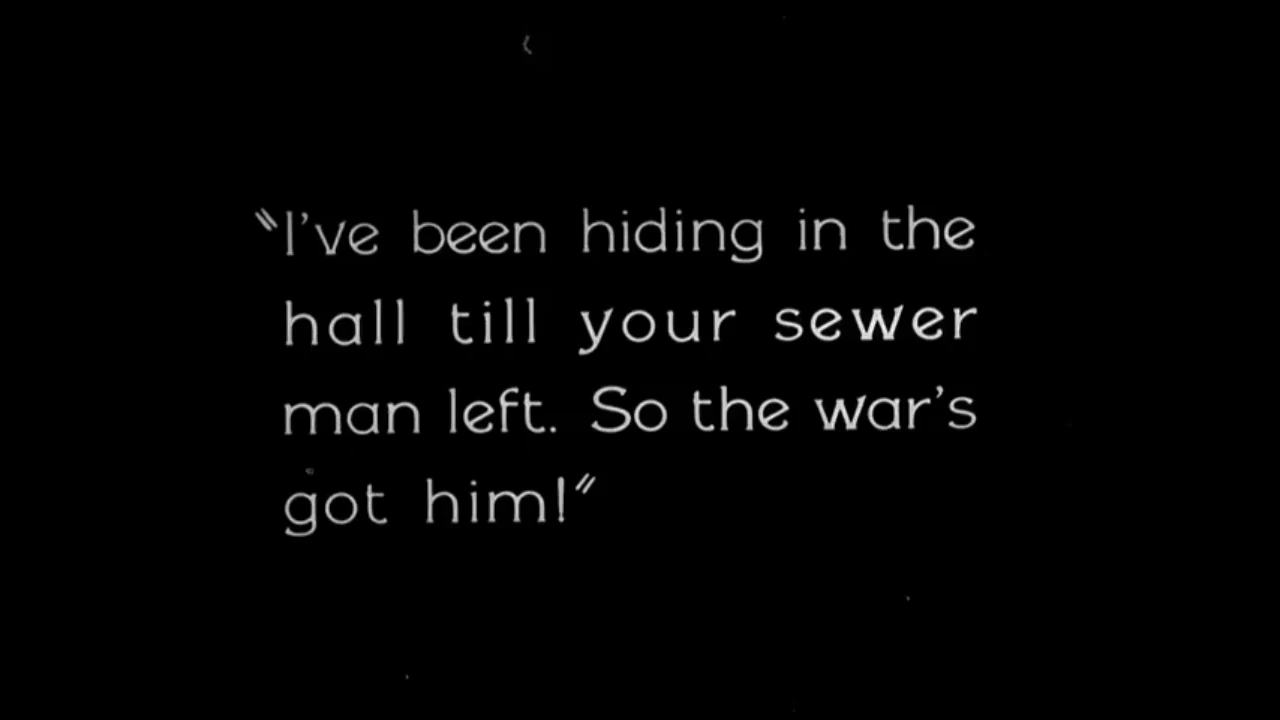 "I've been hiding in the
hall till your sewer
man left. So the war's
got him!"